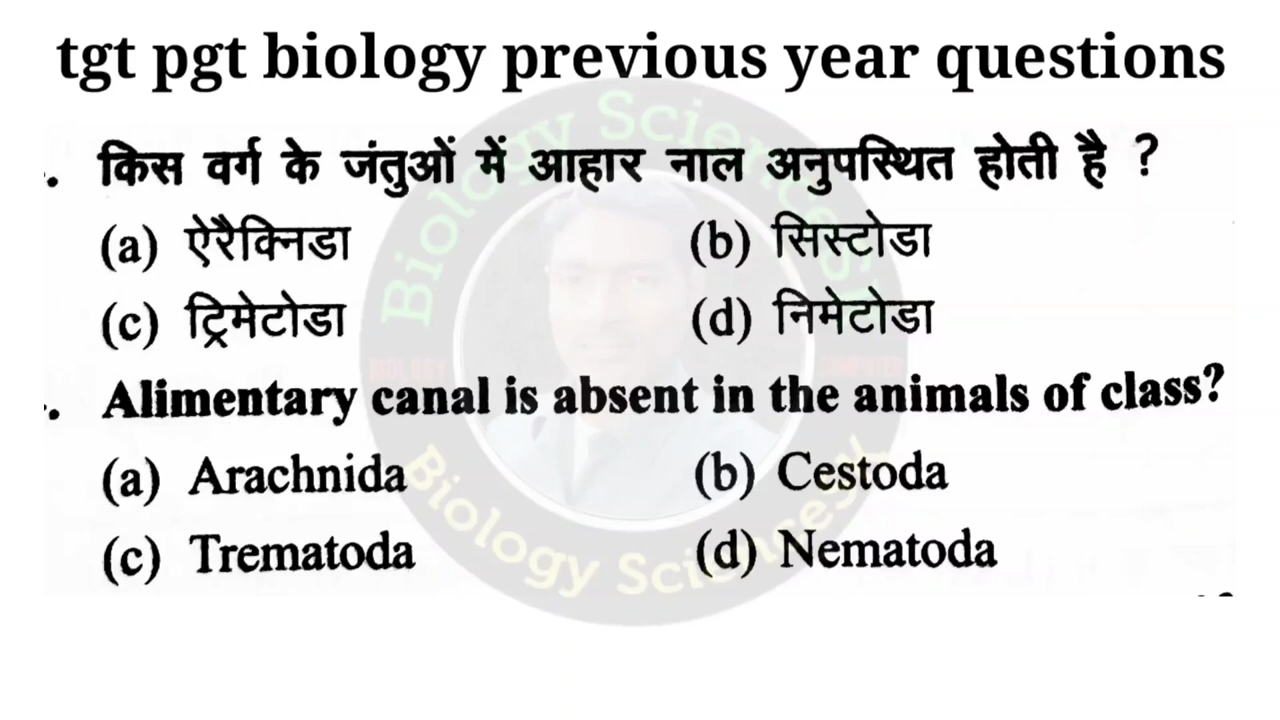 tgt pgt biology previous year questions
. किस वर्ग के जंतुओं में आहार नाल अनुपस्थित होती है ?
(a) ऐरैक्निडा (b) सिस्टोडा
(c) ट्रिमेटोडा (d) निमेटोडा
. Alimentary canal is absent in the animals of class?
(a) Arachnida (b) Cestoda
(c) Trematoda (d) Nematoda